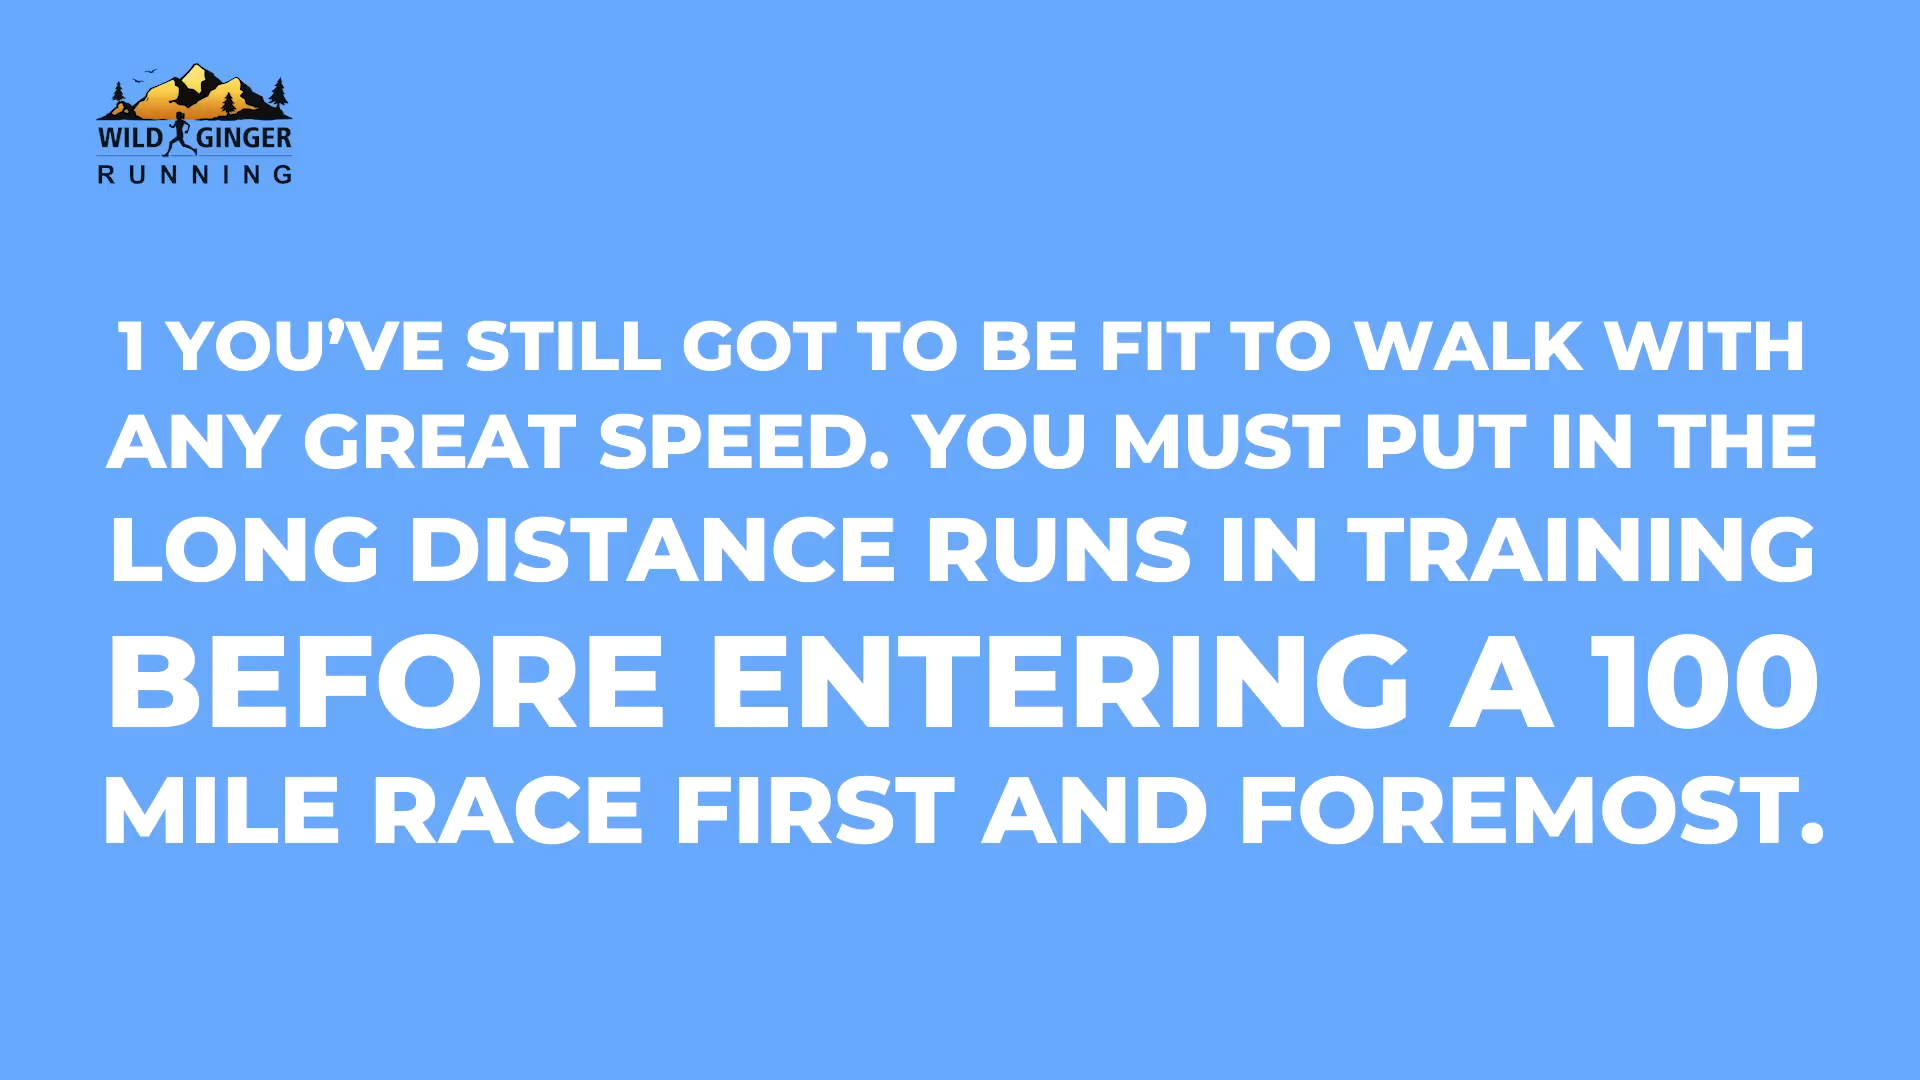 WILD GINGER
RUNNING
1 YOU’VE STILL GOT TO BE FIT TO WALK WITH
ANY GREAT SPEED. YOU MUST PUT IN THE
LONG DISTANCE RUNS IN TRAINING
BEFORE ENTERING A 100
MILE RACE FIRST AND FOREMOST.